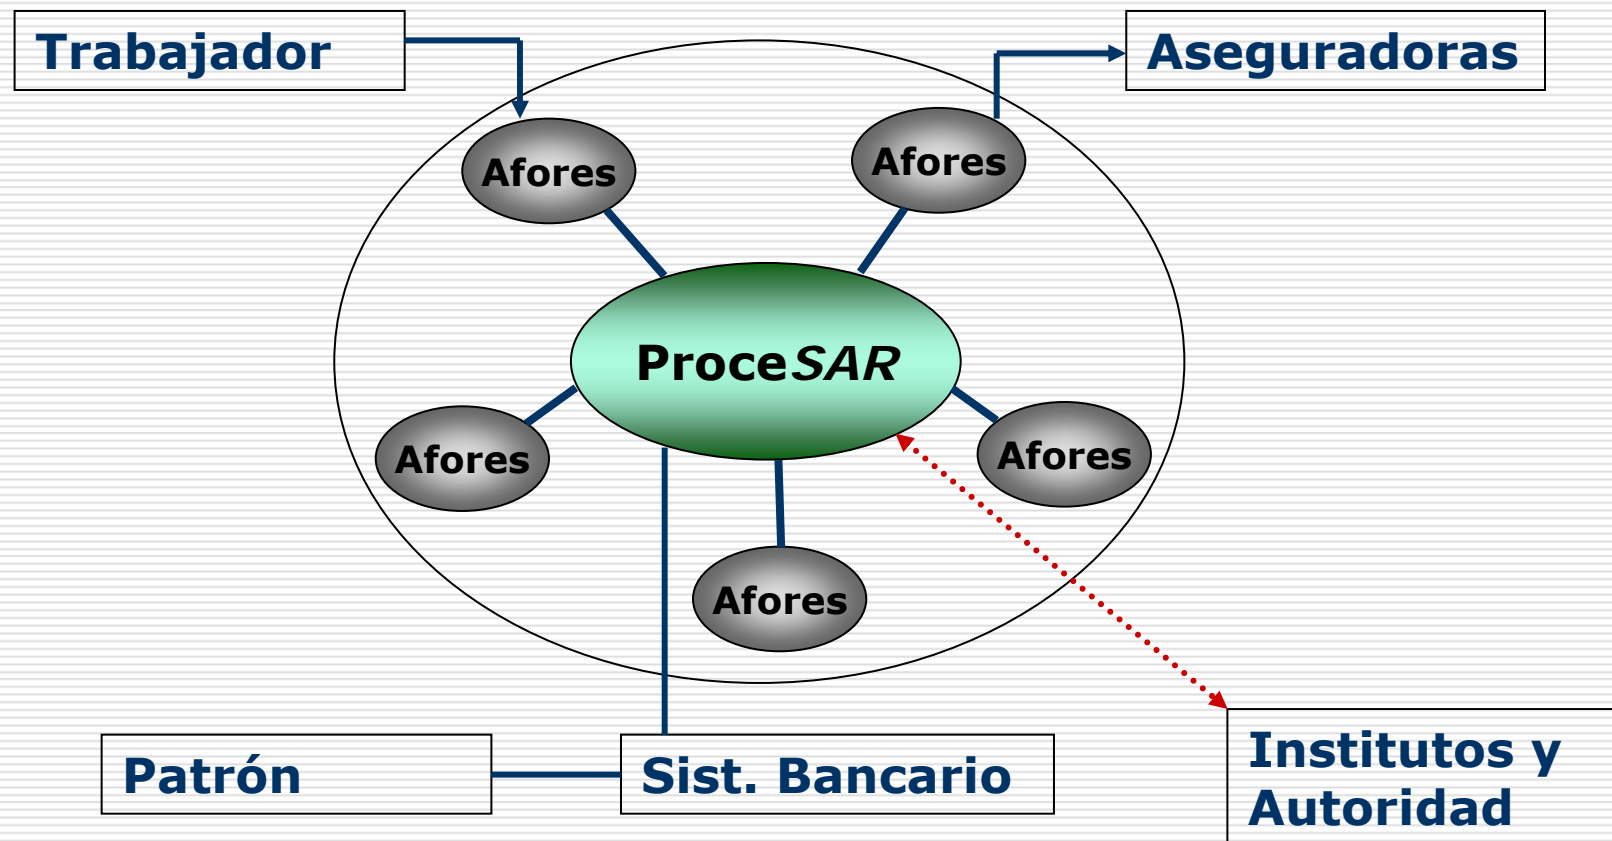 Trabajador
Aseguradoras
Afores
Afores
ProceSAR
Afores
Afores
Afores
Patrón
Sist. Bancario
Institutos y
Autoridad